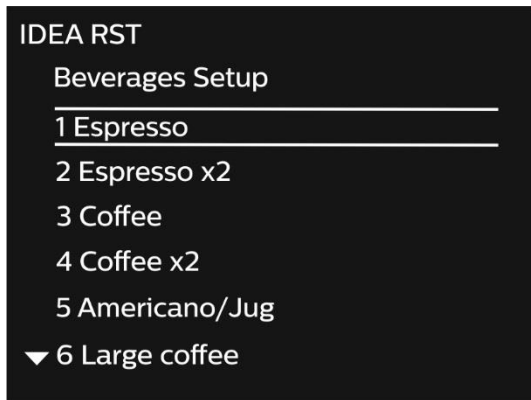 IDEA RST
Beverages Setup
1 Espresso
2 Espresso x2
3 Coffee
4 Coffee x2
5 Americano/Jug
6 Large coffee